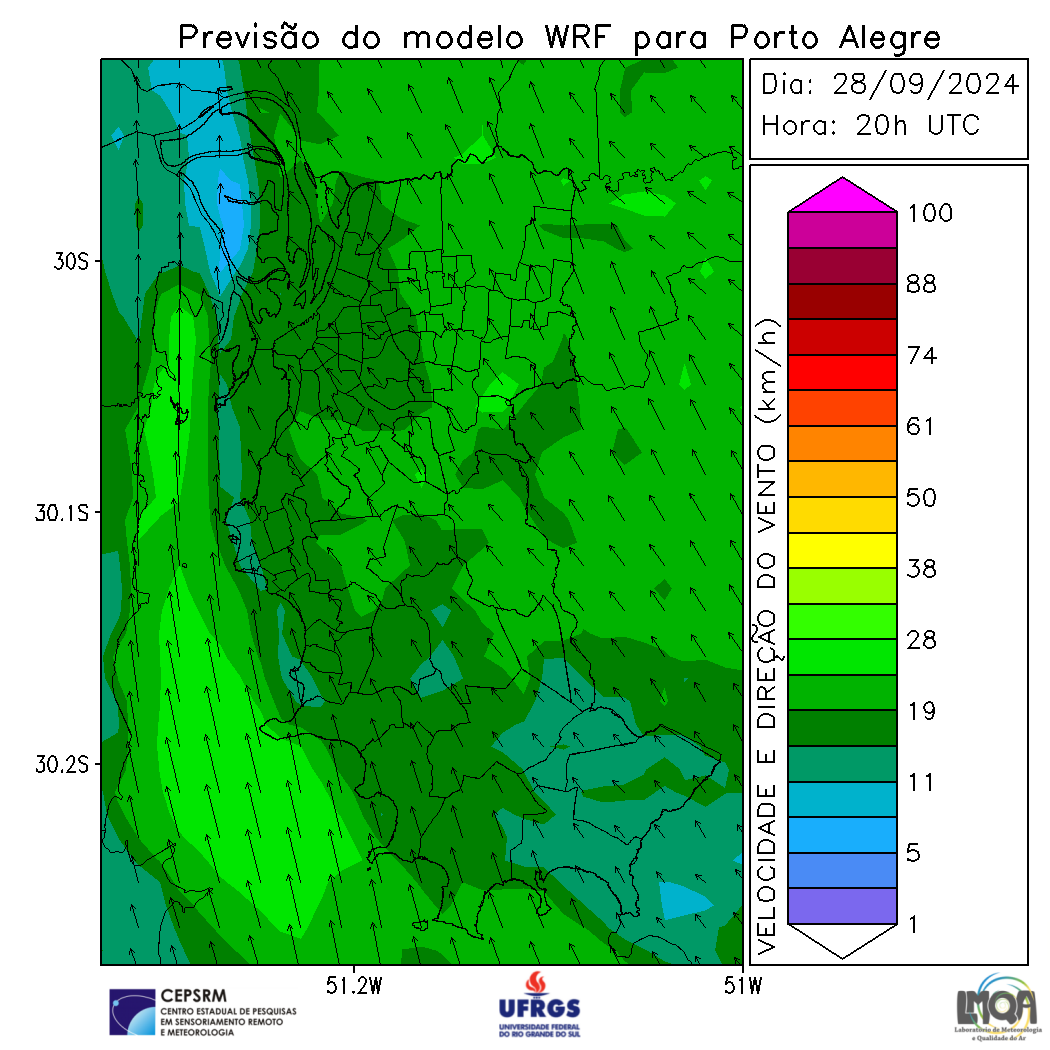 Previsão do modelo WRF para Porto Alegre
Dia: 28/09/2024
Hora: 20h UTC
30S
30.1S
30.2S
51.2W
51W
VELOCIDADE E DIREÇÃO DO VENTO (km/h)
100
88
74
61
50
38
28
19
11
5
1
CEPSRM
CENTRO ESTADUAL DE PESQUISAS
EM SENSORIAMENTO REMOTO
E METEOROLOGIA
UFRGS
UNIVERSIDADE FEDERAL
DO RIO GRANDE DO SUL
LMQA
Laboratório de Meteorologia
e Qualidade do Ar